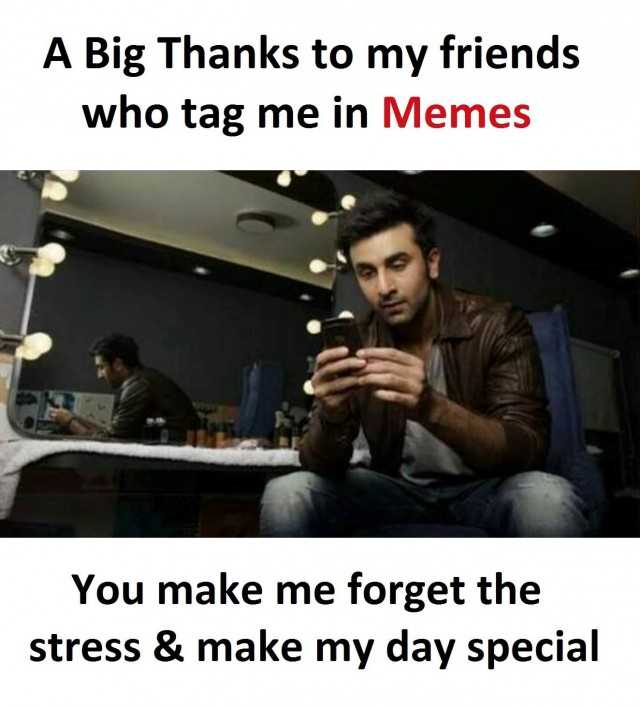 A Big Thanks to my friends
who tag me in Memes
You make me forget the
stress & make my day special